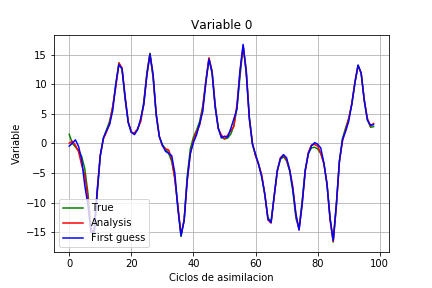 Variable 0
Variable
15
10
5
0
−5
−10
−15
True
Analysis
First guess
0
20
40
60
80
100
Ciclos de asimilacion